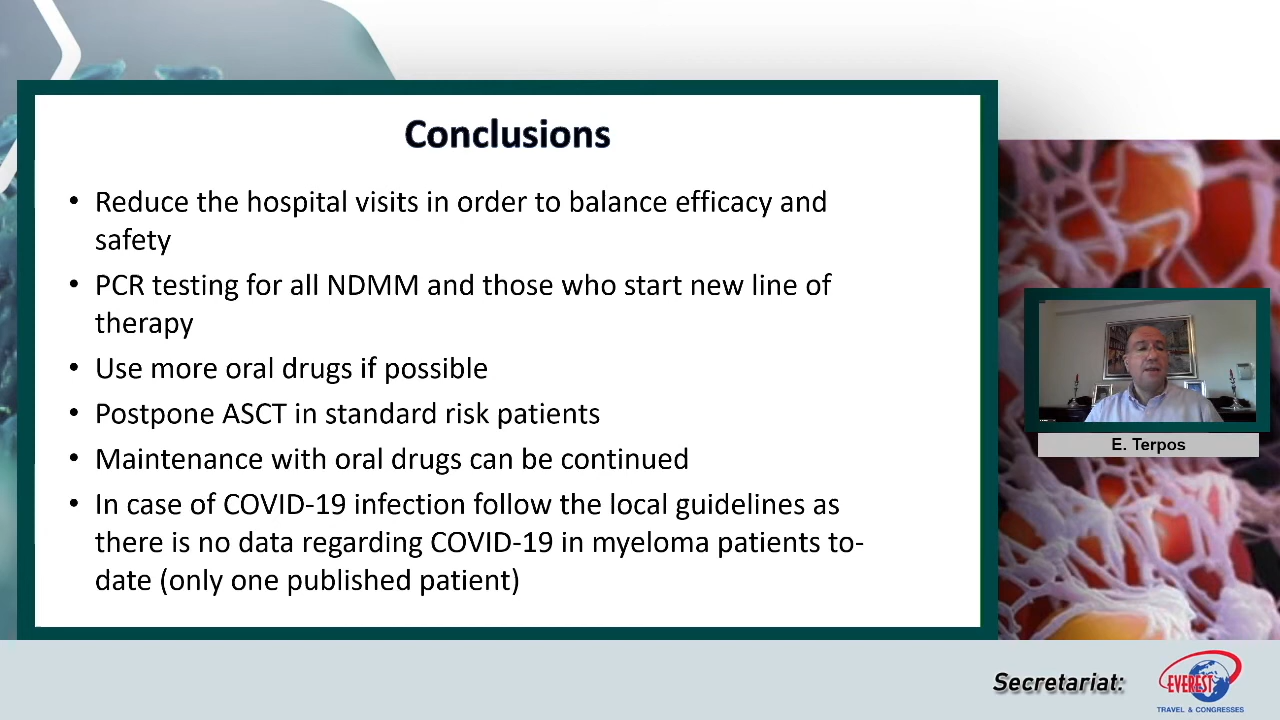 Conclusions
• Reduce the hospital visits in order to balance efficacy and
safety
• PCR testing for all NDMM and those who start new line of
therapy
• Use more oral drugs if possible
• Postpone ASCT in standard risk patients
• Maintenance with oral drugs can be continued
• In case of COVID-19 infection follow the local guidelines as
there is no data regarding COVID-19 in myeloma patients to-
date (only one published patient)
E. Terpos
Secretariat:
EVEREST
TRAVEL & CONGRESSES